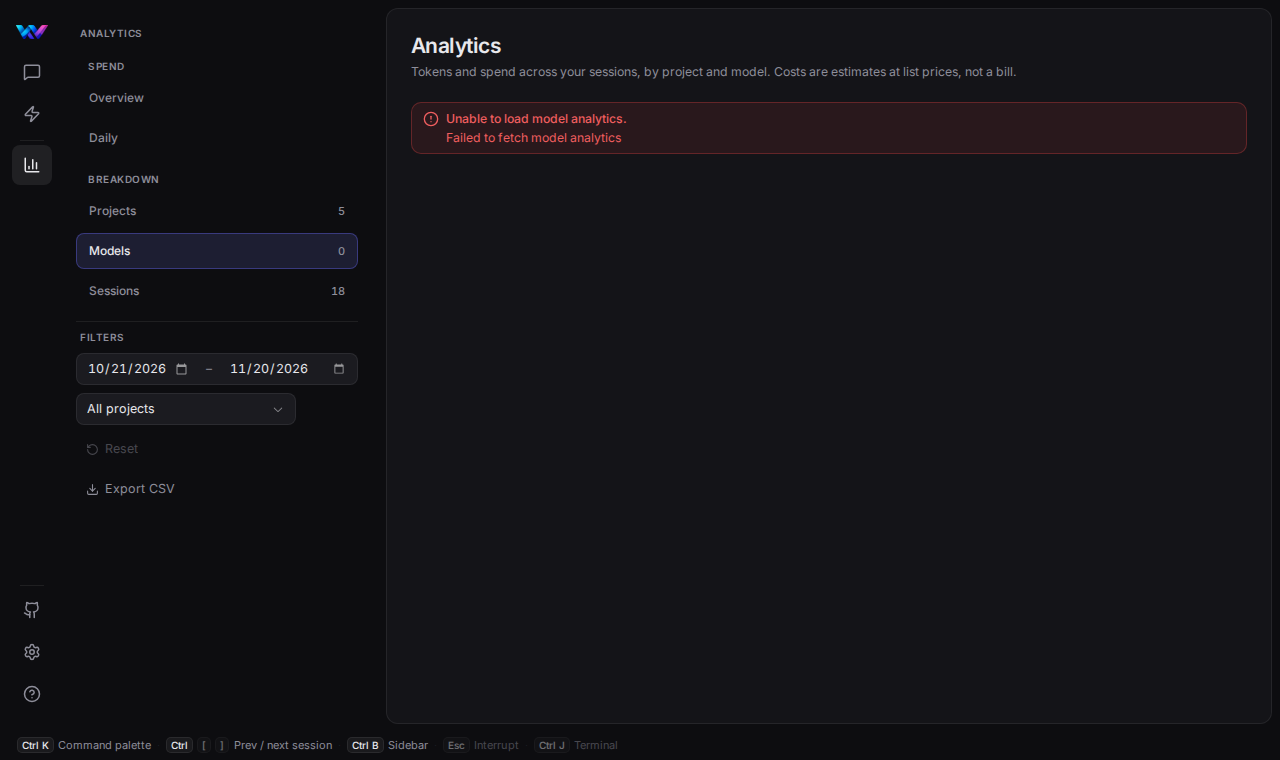 ANALYTICS
SPEND
Overview
Daily
BREAKDOWN
Projects 5
Models 0
Sessions 18
FILTERS
10/21/2026 – 11/20/2026
All projects
Reset
Export CSV
Analytics
Tokens and spend across your sessions, by project and model. Costs are estimates at list prices, not a bill.
Unable to load model analytics.
Failed to fetch model analytics
Ctrl K Command palette Ctrl [ ] Prev / next session Ctrl B Sidebar Esc Interrupt Ctrl J Terminal